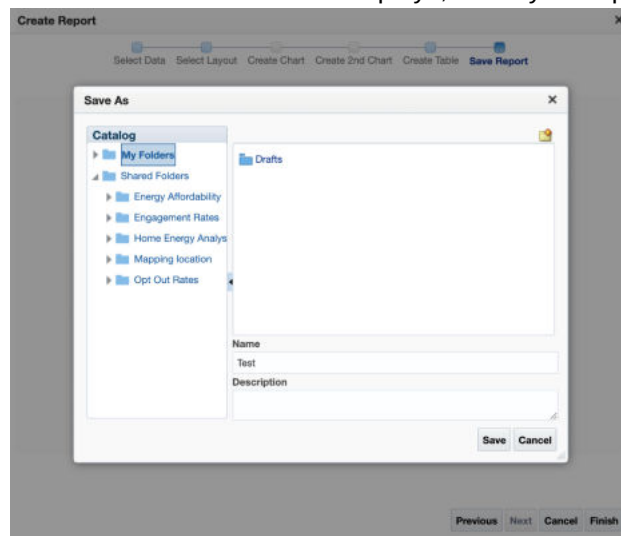 Create Report
Select Data Select Layout Create Chart Create 2nd Chart Create Table Save Report
Save As
Catalog
My Folders
Shared Folders
Energy Affordability
Engagement Rates
Home Energy Analys
Mapping location
Opt Out Rates
Drafts
Name
Test
Description
Save Cancel
Previous Next Cancel Finish